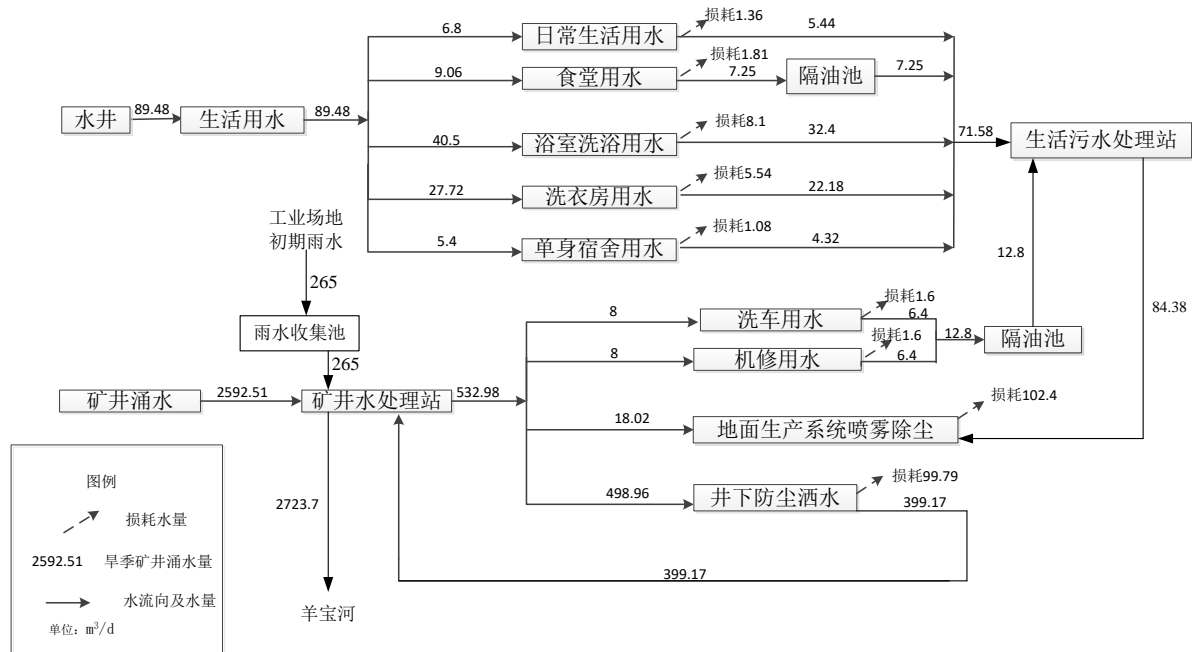 损耗1.36
6.8
日常生活用水
5.44
损耗1.81
9.06
食堂用水
7.25
隔油池
7.25
水井
89.48
生活用水
89.48
损耗8.1
40.5
浴室洗浴用水
32.4
71.58
生活污水处理站
损耗5.54
27.72
洗衣房用水
22.18
工业场地
初期雨水
损耗1.08
5.4
单身宿舍用水
4.32
12.8
84.38
265
雨水收集池
265
损耗1.6
8
洗车用水
6.4
12.8
隔油池
损耗1.6
8
机修用水
6.4
矿井涌水
2592.51
矿井水处理站
532.98
损耗102.4
18.02
地面生产系统喷雾除尘
损耗99.79
498.96
井下防尘洒水
399.17
2723.7
399.17
羊宝河
图例
损耗水量
2592.51
旱季矿井涌水量
水流向及水量
单位：m³/d